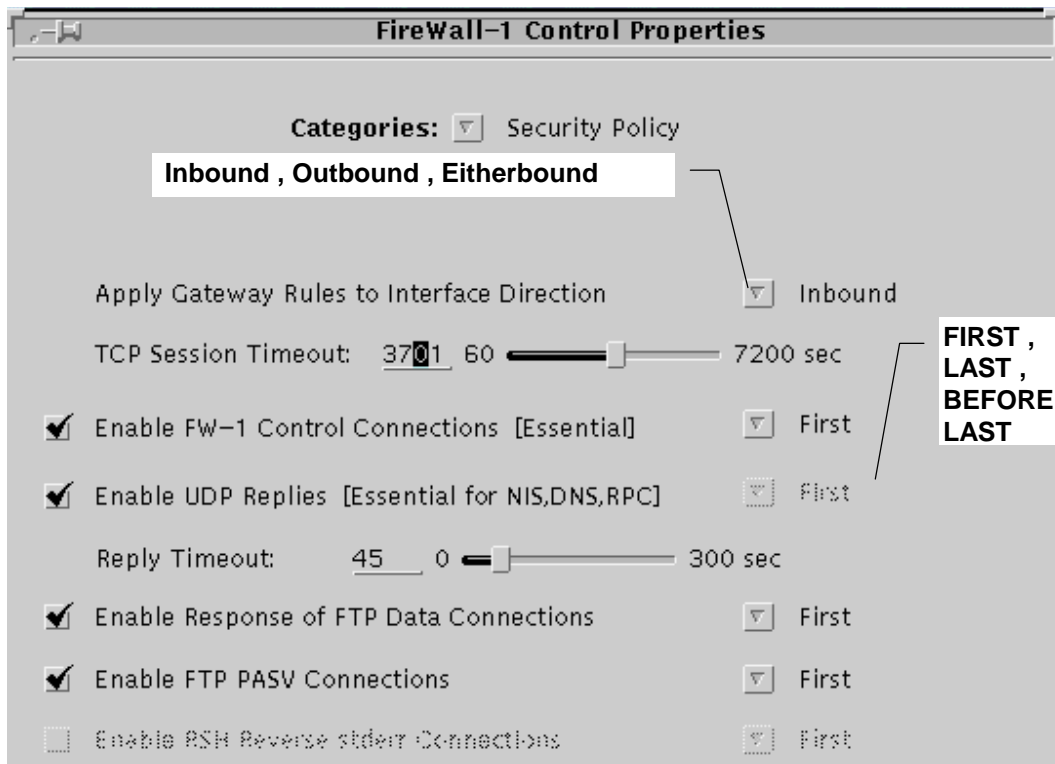 FireWall-1 Control Properties
Categories: Security Policy
Inbound , Outbound , Eitherbound
Apply Gateway Rules to Interface Direction Inbound
TCP Session Timeout: 3701 60 7200 sec
FIRST ,
LAST ,
BEFORE
LAST
Enable FW-1 Control Connections [Essential] First
Enable UDP Replies [Essential for NIS,DNS,RPC] First
Reply Timeout: 45 0 300 sec
Enable Response of FTP Data Connections First
Enable FTP PASV Connections First
Enable RSH Reverse stderr Connections First